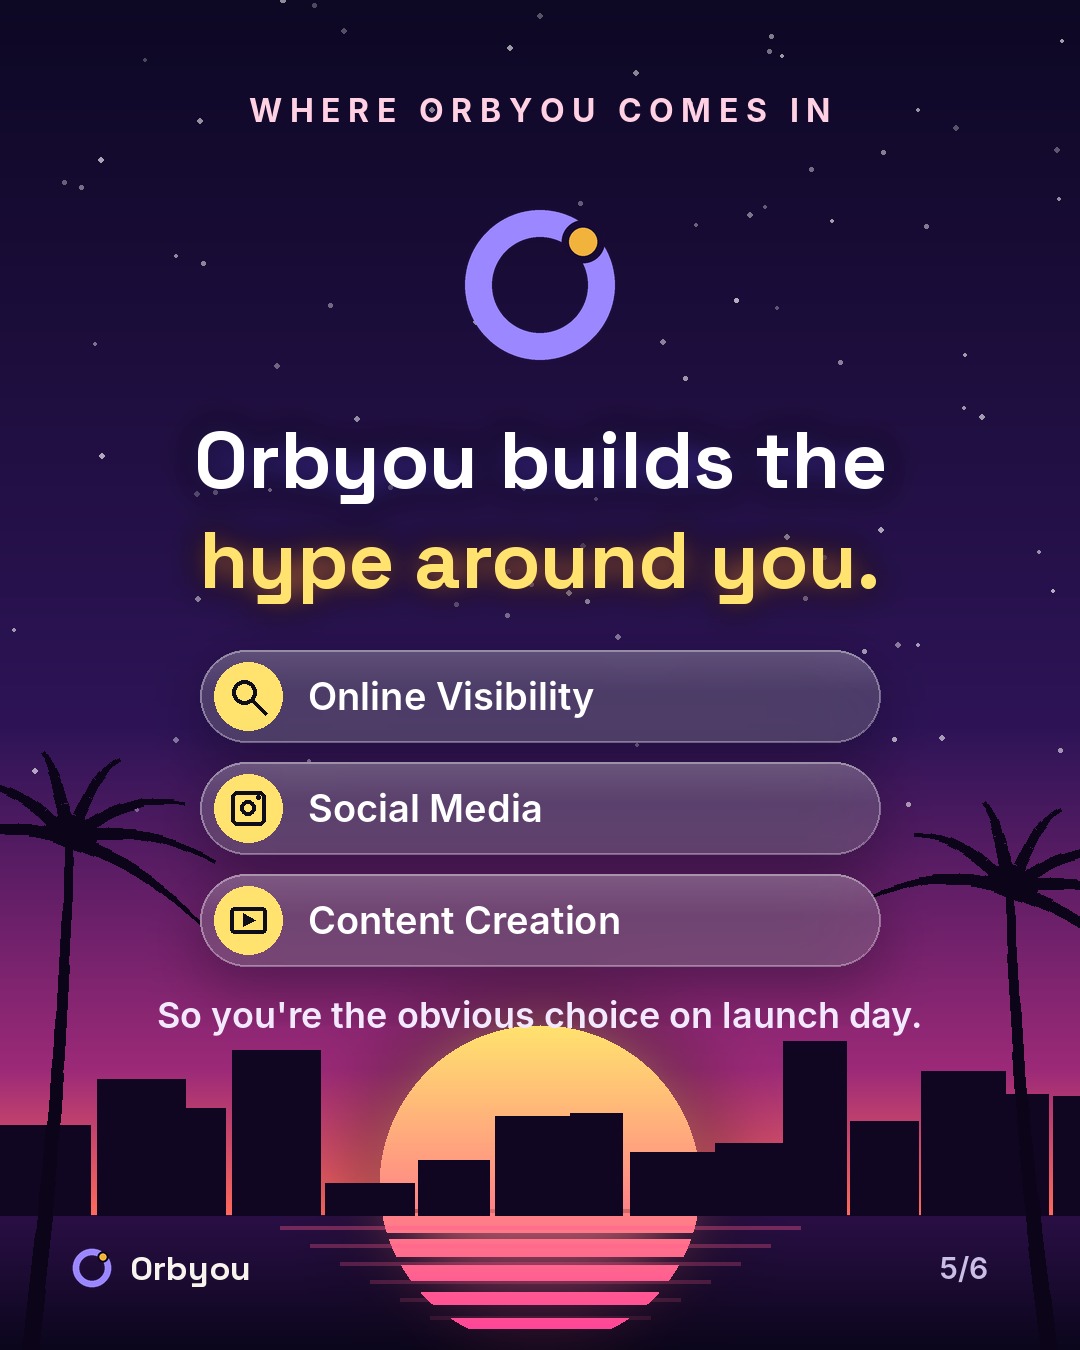 WHERE ORBYOU COMES IN
Orbyou builds the
hype around you.
Online Visibility
Social Media
Content Creation
So you're the obvious choice on launch day.
Orbyou
5/6